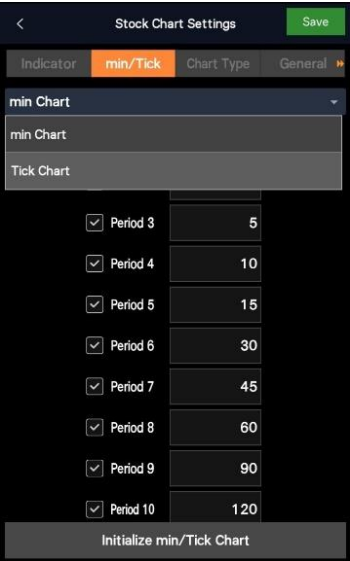 Stock Chart Settings Save
Indicator min/Tick Chart Type General
min Chart
min Chart
Tick Chart
Period 3 5
Period 4 10
Period 5 15
Period 6 30
Period 7 45
Period 8 60
Period 9 90
Period 10 120
Initialize min/Tick Chart